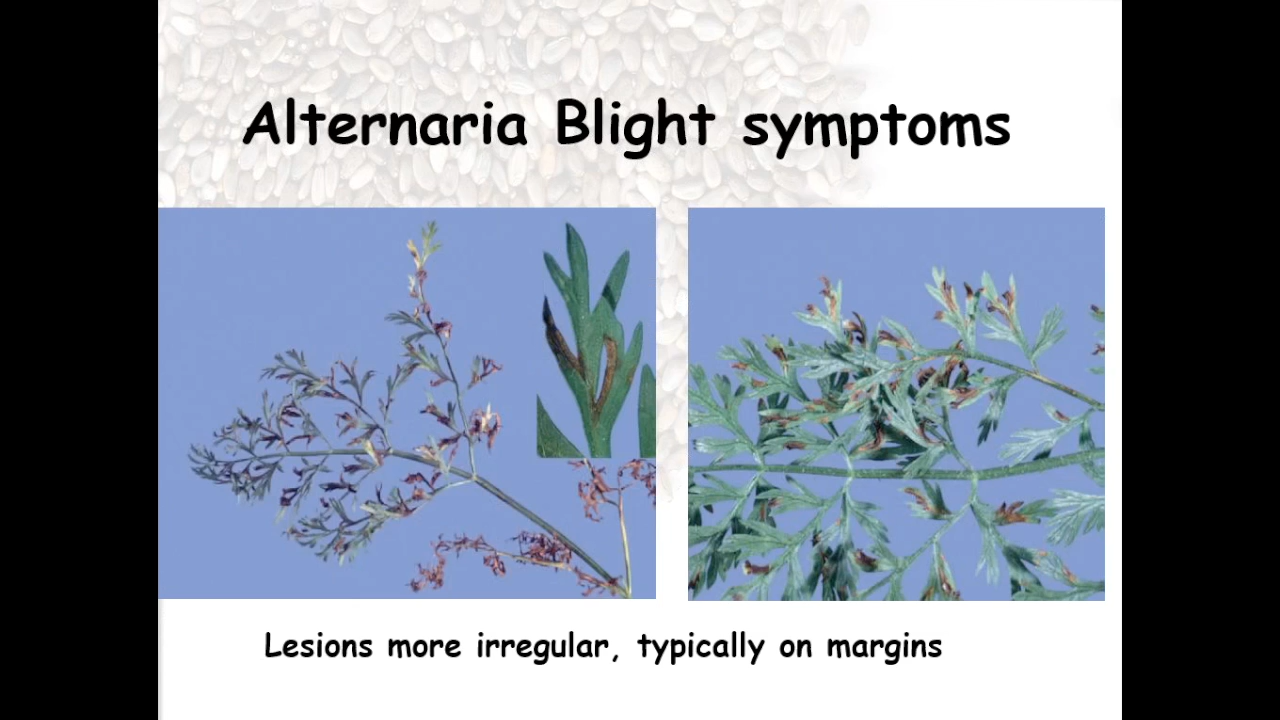 Alternaria Blight symptoms
Lesions more irregular, typically on margins